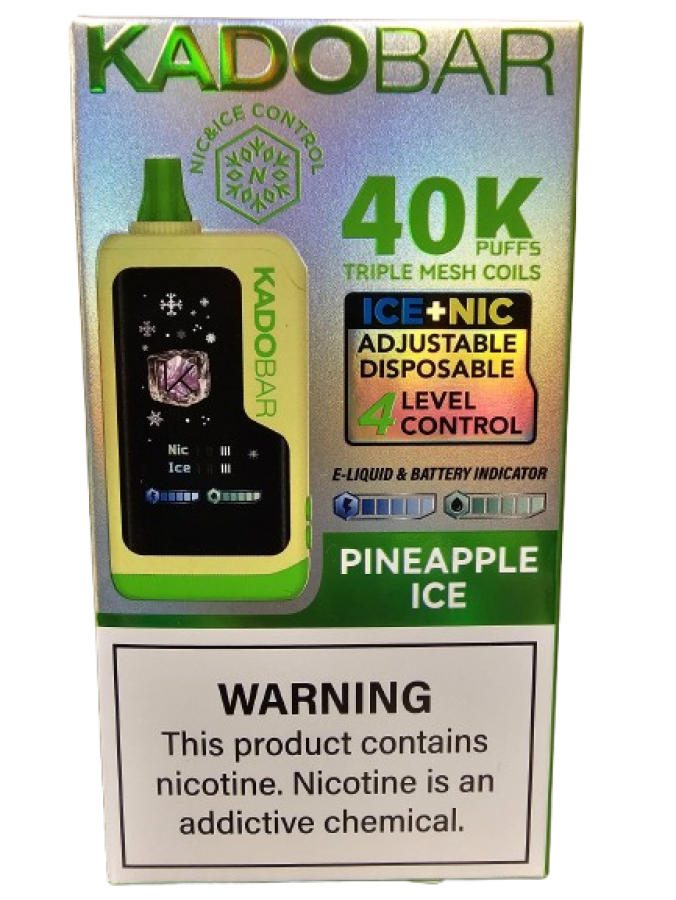 KADOBAR
NIC&ICE CONTROL
N
40K
PUFFS
TRIPLE MESH COILS
KADOBAR
K
Nic
Ice
ICE+NIC
ADJUSTABLE
DISPOSABLE
4 LEVEL
CONTROL
E-LIQUID & BATTERY INDICATOR
PINEAPPLE
ICE
WARNING
This product contains
nicotine. Nicotine is an
addictive chemical.